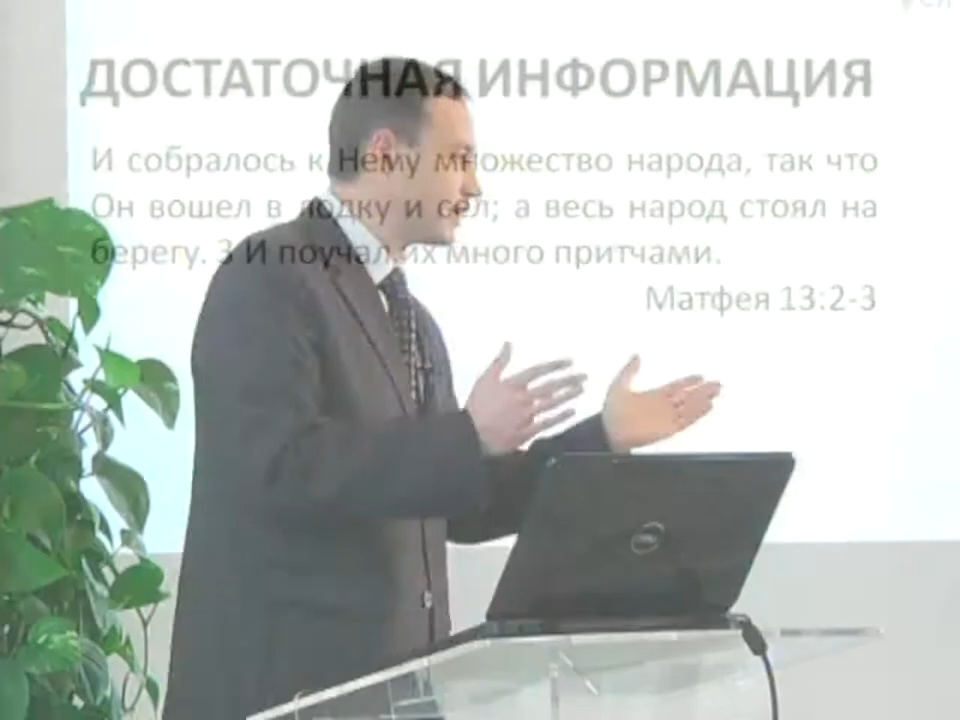 ДОСТАТОЧНАЯ ИНФОРМАЦИЯ
И собралось к Нему множество народа, так что
Он вошел в лодку и сел; а весь народ стоял на
берегу. 3 И поучал их много притчами.
Матфея 13:2-3
DELL